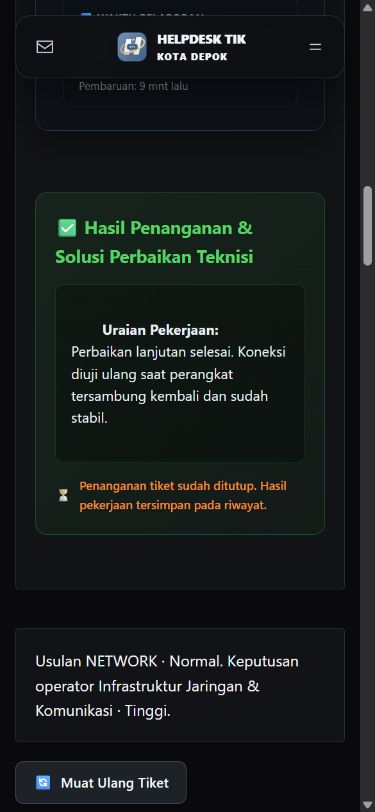 HELPDESK TIK
KOTA DEPOK
Pembaruan: 9 mnt lalu
Hasil Penanganan &
Solusi Perbaikan Teknisi
Uraian Pekerjaan:
Perbaikan lanjutan selesai. Koneksi
diuji ulang saat perangkat
tersambung kembali dan sudah
stabil.
Penanganan tiket sudah ditutup. Hasil
pekerjaan tersimpan pada riwayat.
Usulan NETWORK · Normal. Keputusan
operator Infrastruktur Jaringan &
Komunikasi · Tinggi.
Muat Ulang Tiket